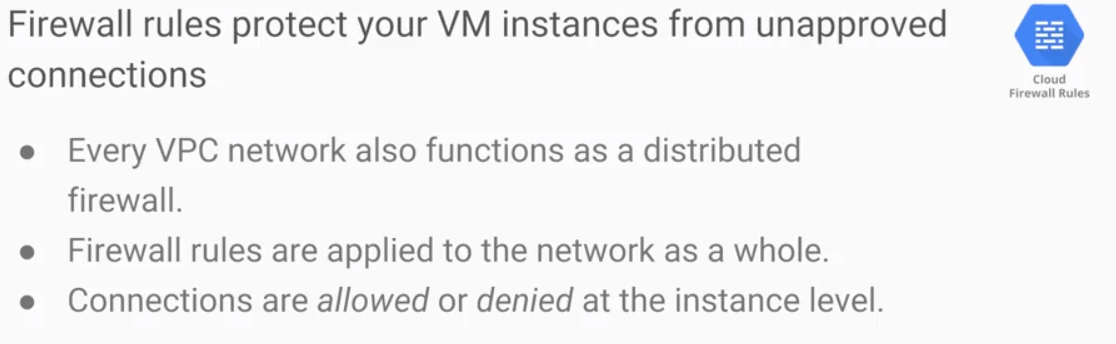 Firewall rules protect your VM instances from unapproved
connections
Cloud
Firewall Rules
● Every VPC network also functions as a distributed
firewall.
● Firewall rules are applied to the network as a whole.
● Connections are allowed or denied at the instance level.